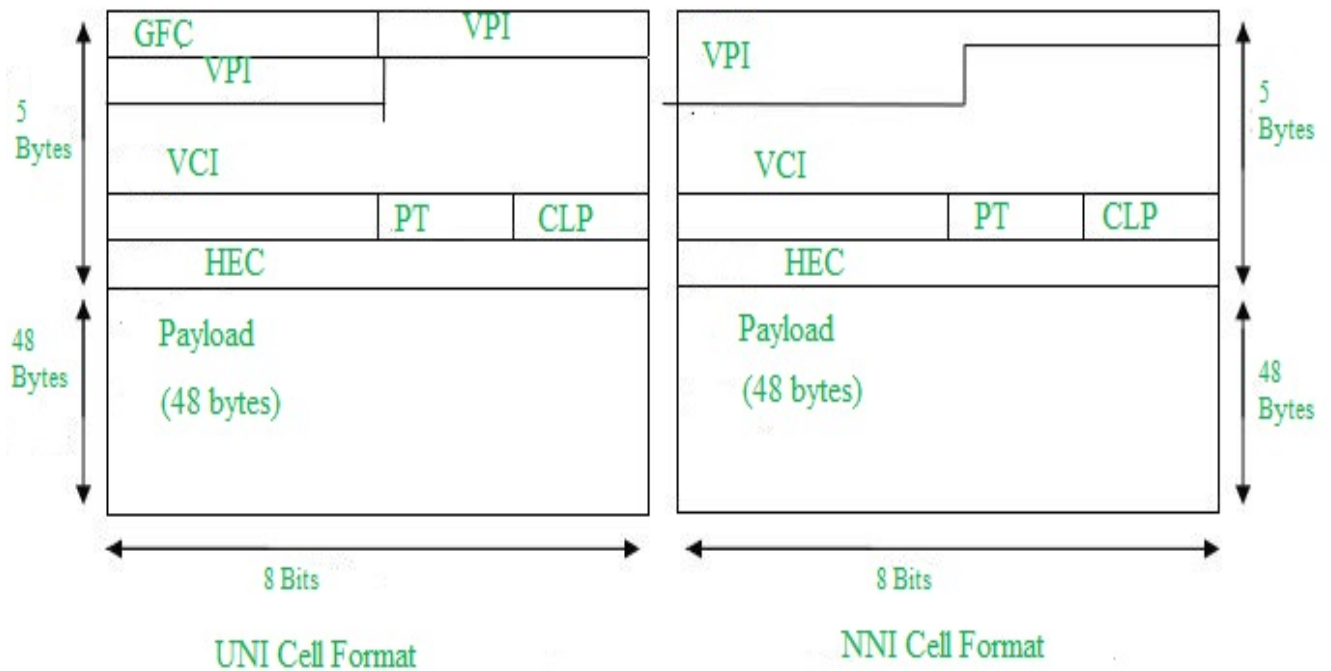 GFC VPI
VPI
VCI
PT CLP
HEC
Payload
(48 bytes)
5
Bytes
48
Bytes
8 Bits
UNI Cell Format
VPI
VCI
PT CLP
HEC
Payload
(48 bytes)
5
Bytes
48
Bytes
8 Bits
NNI Cell Format